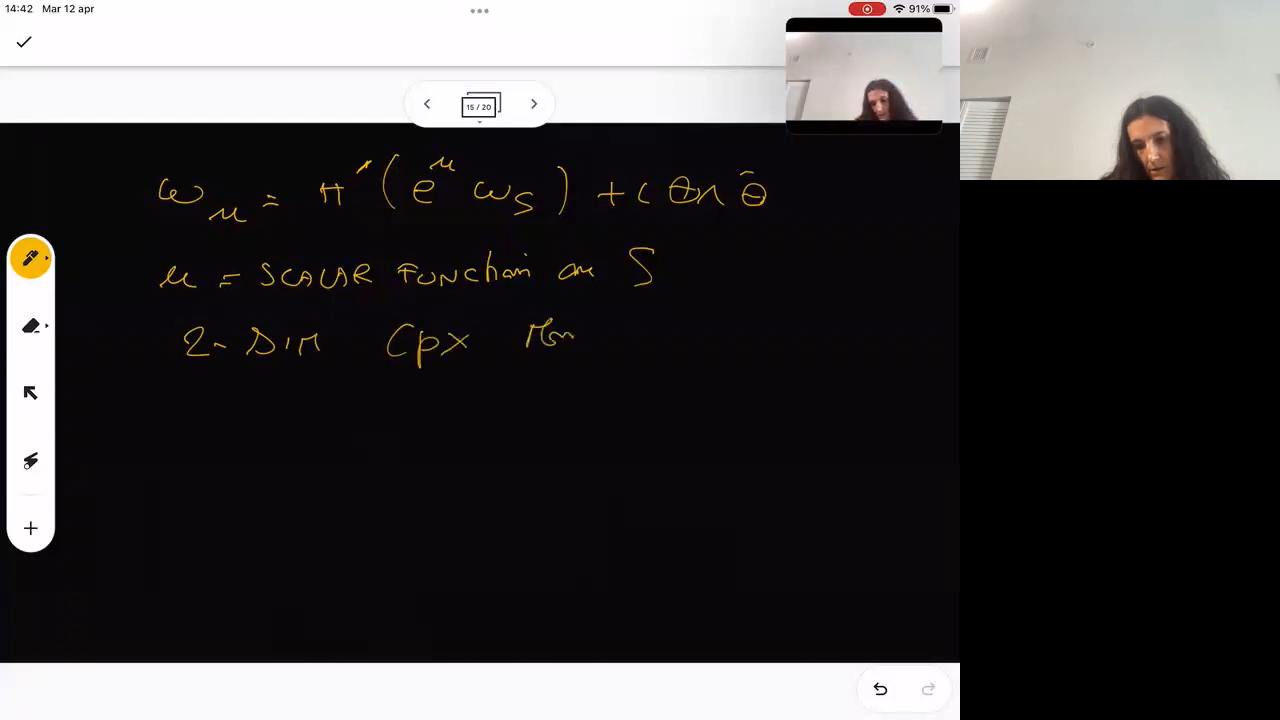 14:42 Mar 12 apr
91%
15 / 20
ω_u = π*(e^u ω_S) + i θ∧θ̄
u = SCALAR FUNCTION on S
2-DIM Cpx